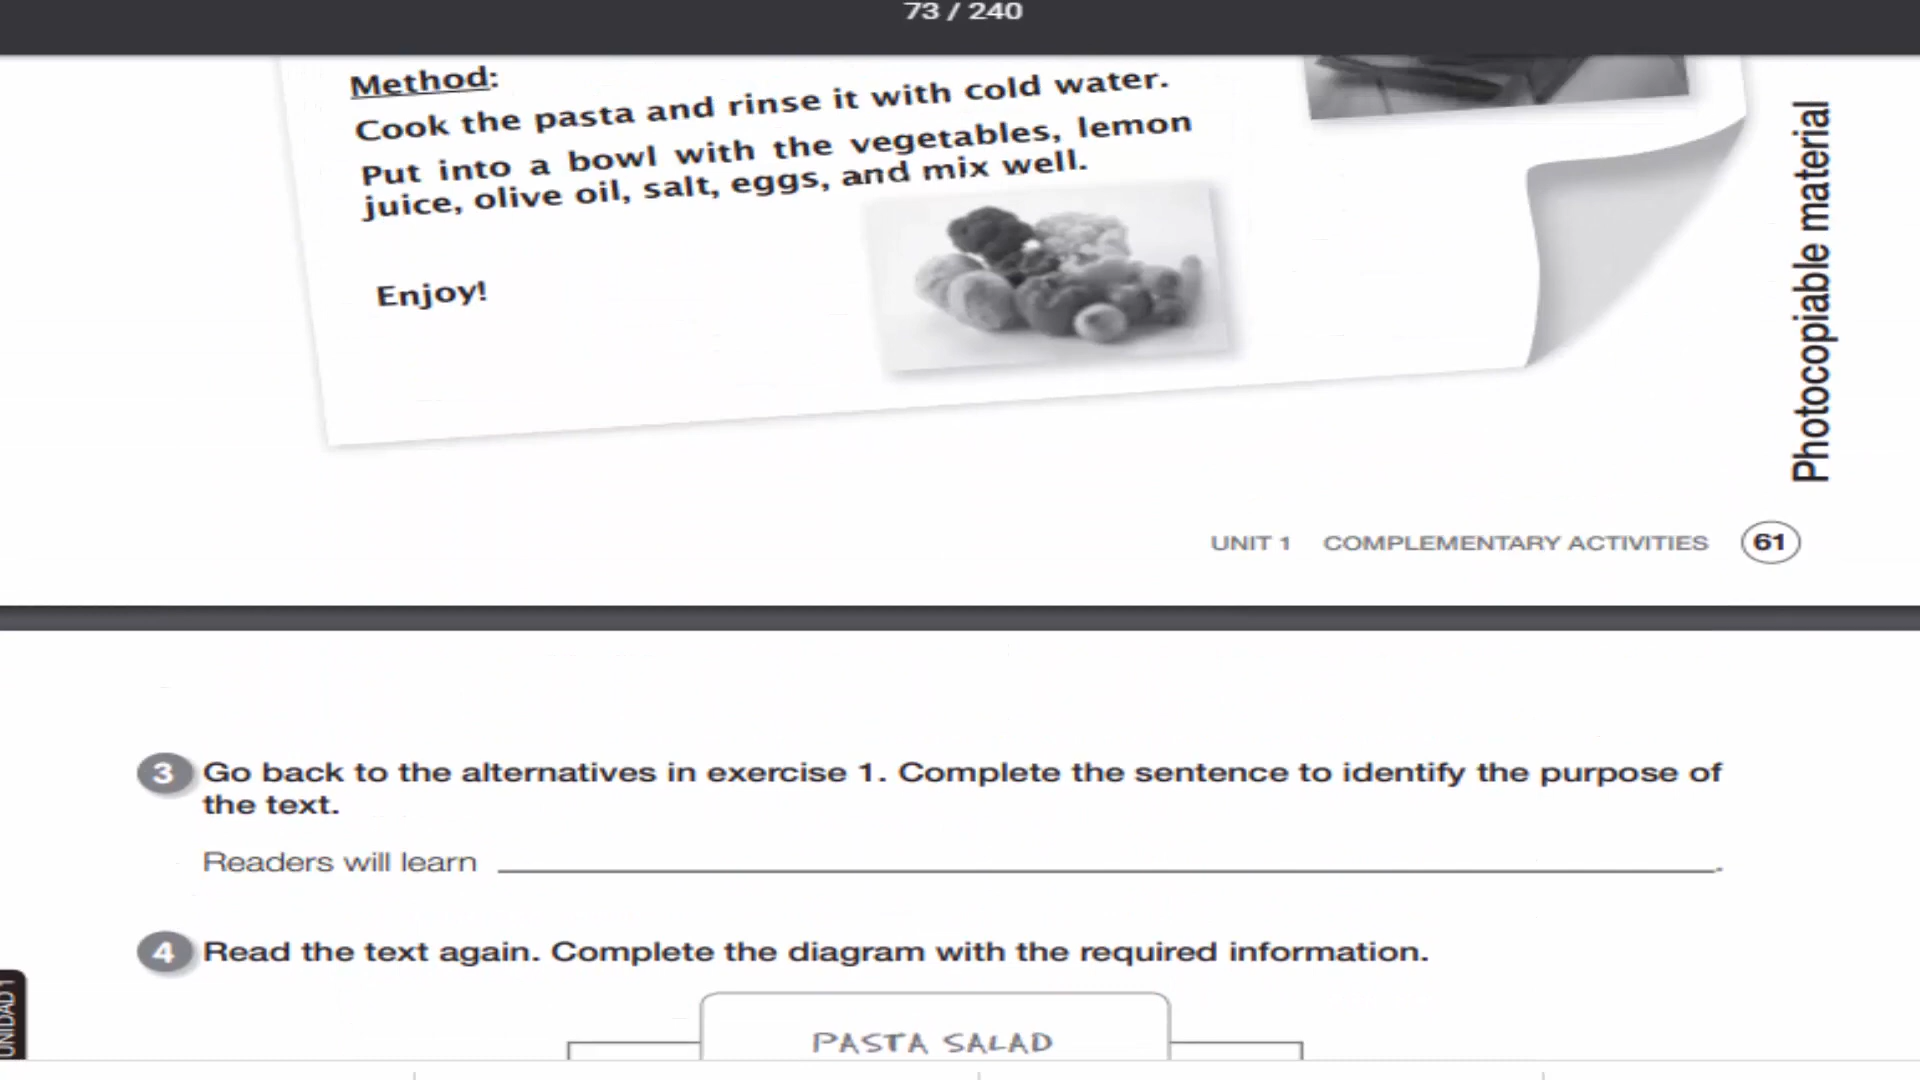 73 / 240
Method:
Cook the pasta and rinse it with cold water.
Put into a bowl with the vegetables, lemon
juice, olive oil, salt, eggs, and mix well.
Enjoy!
Photocopiable material
UNIT 1 COMPLEMENTARY ACTIVITIES 61
3 Go back to the alternatives in exercise 1. Complete the sentence to identify the purpose of
the text.
Readers will learn ______________________.
4 Read the text again. Complete the diagram with the required information.
UNIDAD 1
PASTA SALAD